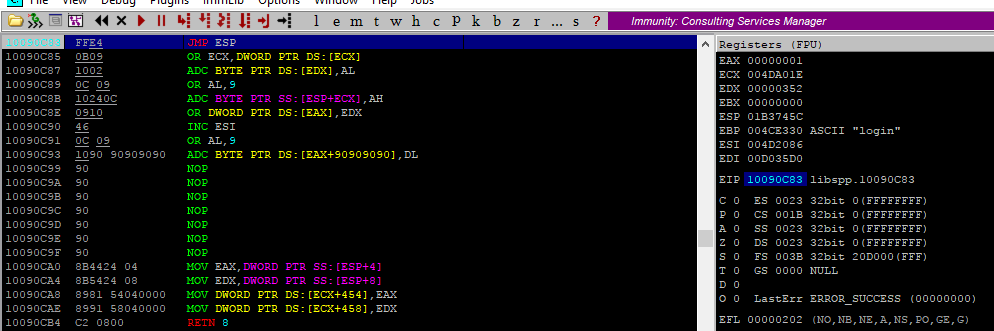 File View Debug Plugins ImmLib Options Window Help Jobs
l e m t w h c p k b z r ... s ?
Immunity: Consulting Services Manager
10090C83 FFE4 JMP ESP
10090C85 0B09 OR ECX,DWORD PTR DS:[ECX]
10090C87 1002 ADC BYTE PTR DS:[EDX],AL
10090C89 0C 09 OR AL,9
10090C8B 10240C ADC BYTE PTR SS:[ESP+ECX],AH
10090C8E 0910 OR DWORD PTR DS:[EAX],EDX
10090C90 46 INC ESI
10090C91 0C 09 OR AL,9
10090C93 1090 90909090 ADC BYTE PTR DS:[EAX+90909090],DL
10090C99 90 NOP
10090C9A 90 NOP
10090C9B 90 NOP
10090C9C 90 NOP
10090C9D 90 NOP
10090C9E 90 NOP
10090C9F 90 NOP
10090CA0 8B4424 04 MOV EAX,DWORD PTR SS:[ESP+4]
10090CA4 8B5424 08 MOV EDX,DWORD PTR SS:[ESP+8]
10090CA8 8981 54040000 MOV DWORD PTR DS:[ECX+454],EAX
10090CAE 8991 58040000 MOV DWORD PTR DS:[ECX+458],EDX
10090CB4 C2 0800 RETN 8
Registers (FPU)
EAX 00000001
ECX 004DA01E
EDX 00000352
EBX 00000000
ESP 01B3745C
EBP 004CE330 ASCII "login"
ESI 004D2086
EDI 00D035D0
EIP 10090C83 libspp.10090C83
C 0 ES 0023 32bit 0(FFFFFFFF)
P 0 CS 001B 32bit 0(FFFFFFFF)
A 0 SS 0023 32bit 0(FFFFFFFF)
Z 0 DS 0023 32bit 0(FFFFFFFF)
S 0 FS 003B 32bit 20D000(FFF)
T 0 GS 0000 NULL
D 0
O 0 LastErr ERROR_SUCCESS (00000000)
EFL 00000202 (NO,NB,NE,A,NS,PO,GE,G)